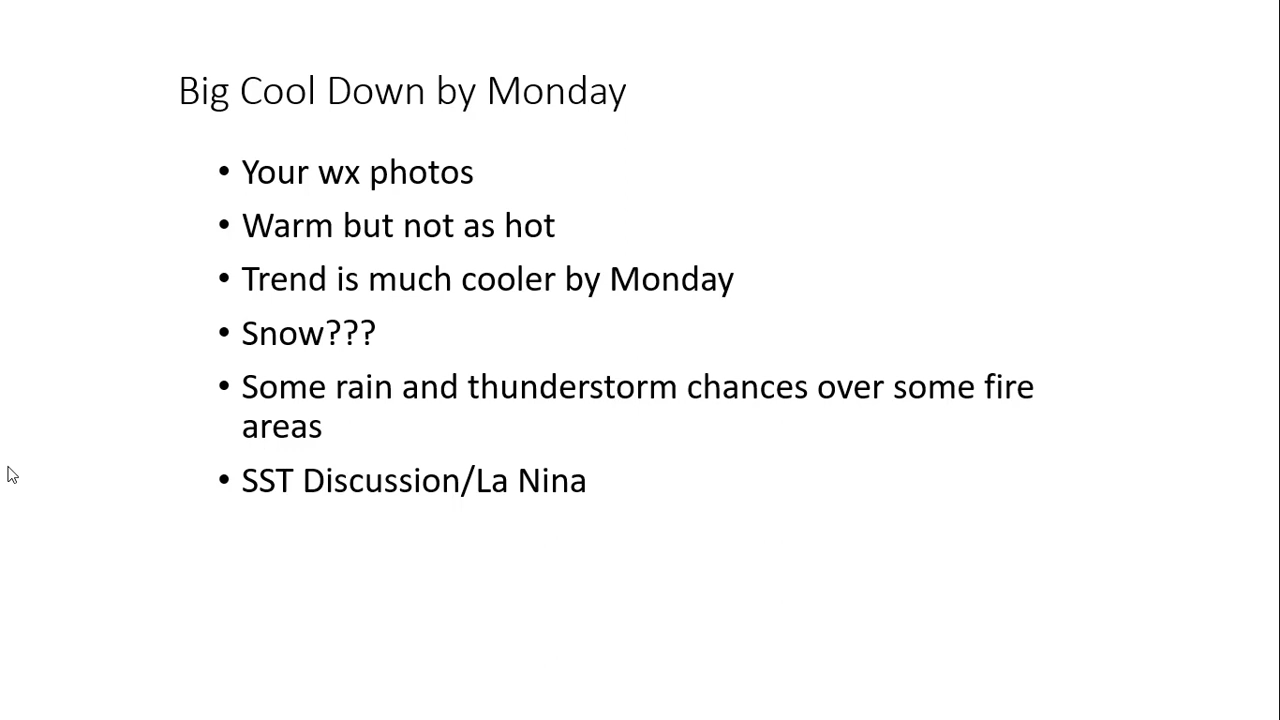 Big Cool Down by Monday
• Your wx photos
• Warm but not as hot
• Trend is much cooler by Monday
• Snow???
• Some rain and thunderstorm chances over some fire
areas
• SST Discussion/La Nina